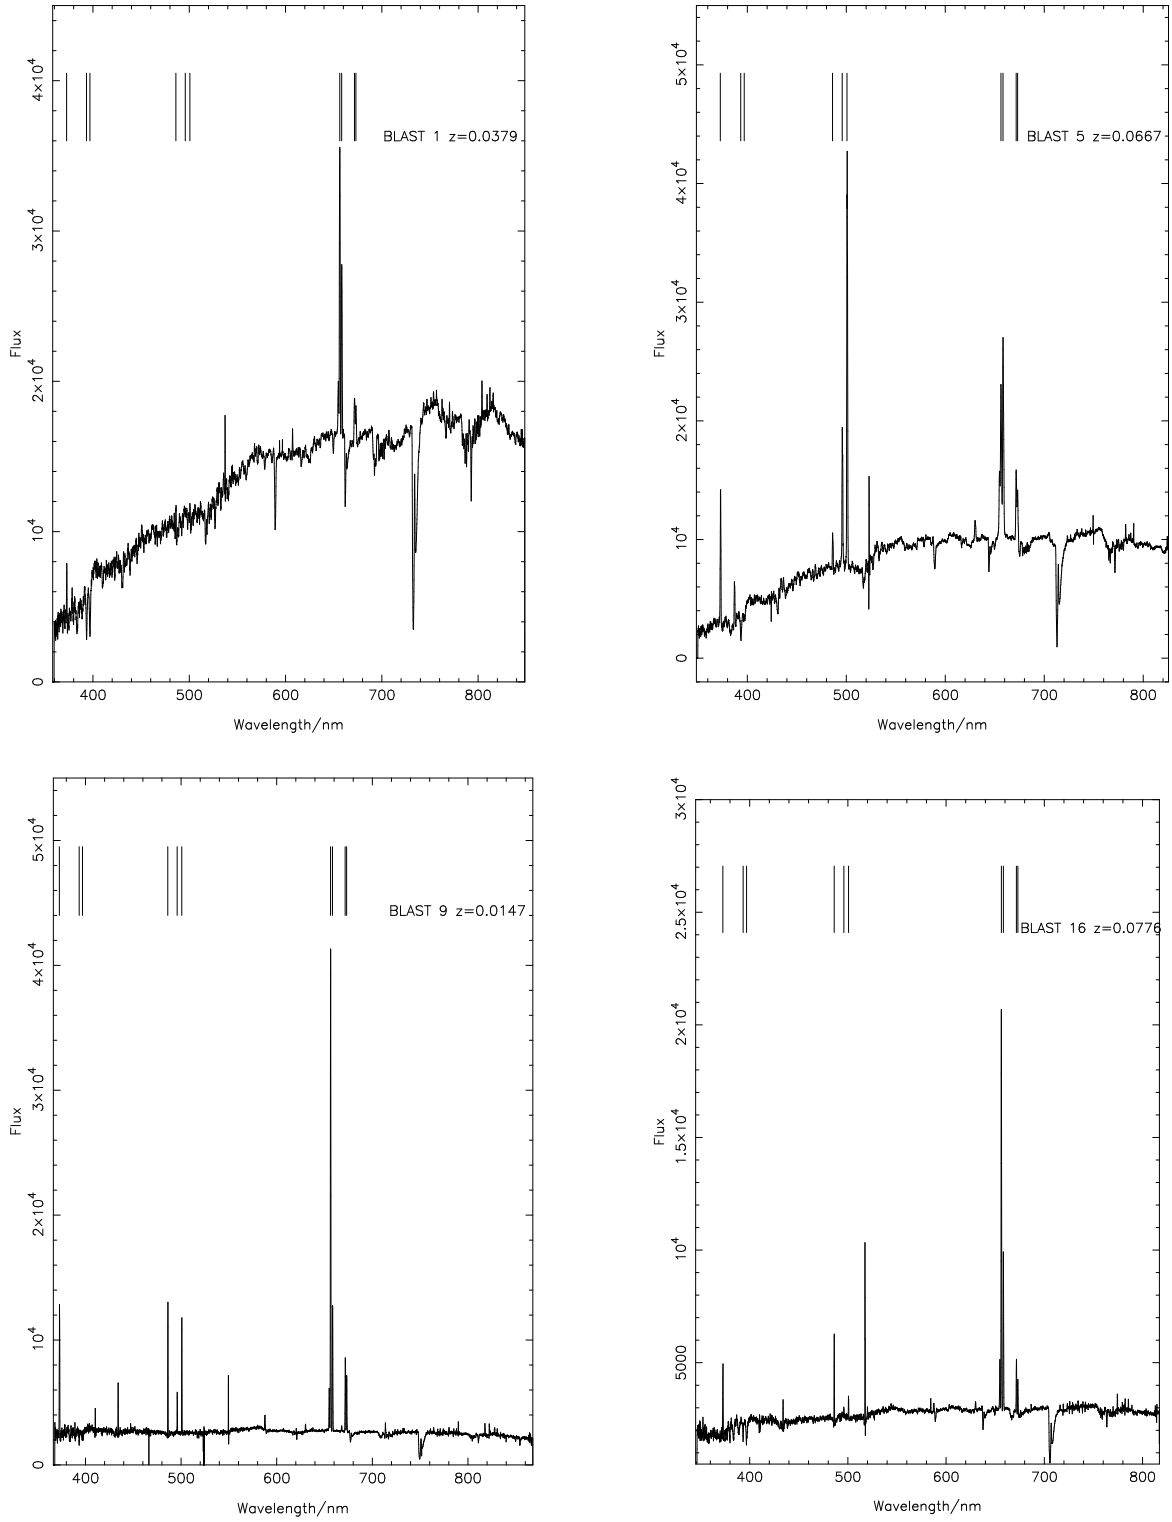 4×10⁴
3×10⁴
2×10⁴
10⁴
0
Flux
BLAST 1 z=0.0379
400 500 600 700 800
Wavelength/nm
5×10⁴
4×10⁴
3×10⁴
2×10⁴
10⁴
0
Flux
BLAST 5 z=0.0667
400 500 600 700 800
Wavelength/nm
5×10⁴
4×10⁴
3×10⁴
2×10⁴
10⁴
0
Flux
BLAST 9 z=0.0147
400 500 600 700 800
Wavelength/nm
3×10⁴
2.5×10⁴
2×10⁴
1.5×10⁴
10⁴
5000
Flux
BLAST 16 z=0.0776
400 500 600 700 800
Wavelength/nm